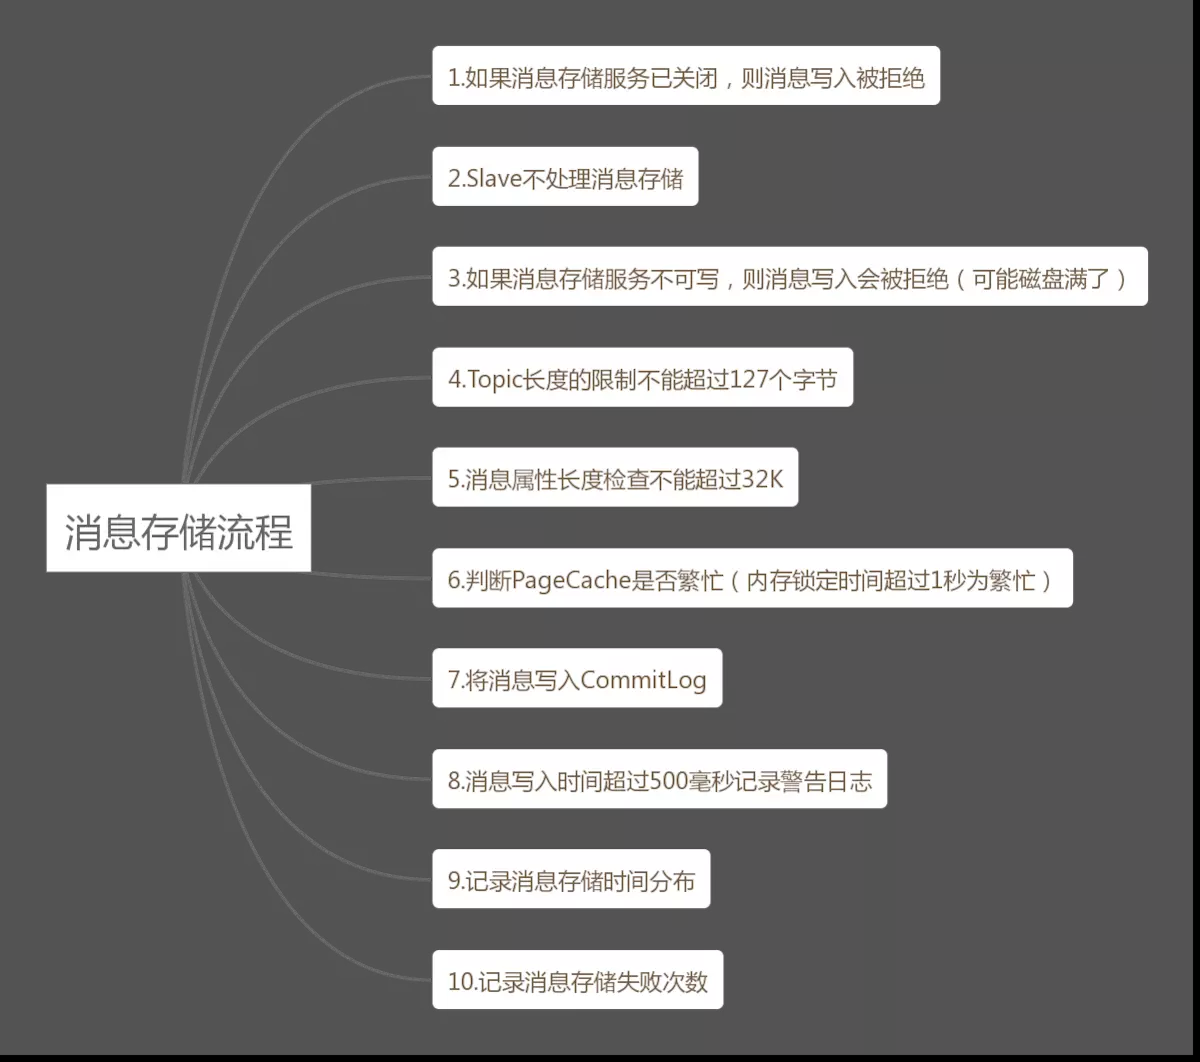 1.如果消息存储服务已关闭，则消息写入被拒绝
2.Slave不处理消息存储
3.如果消息存储服务不可写，则消息写入会被拒绝（可能磁盘满了）
4.Topic长度的限制不能超过127个字节
5.消息属性长度检查不能超过32K
消息存储流程
6.判断PageCache是否繁忙（内存锁定时间超过1秒为繁忙）
7.将消息写入CommitLog
8.消息写入时间超过500毫秒记录警告日志
9.记录消息存储时间分布
10.记录消息存储失败次数